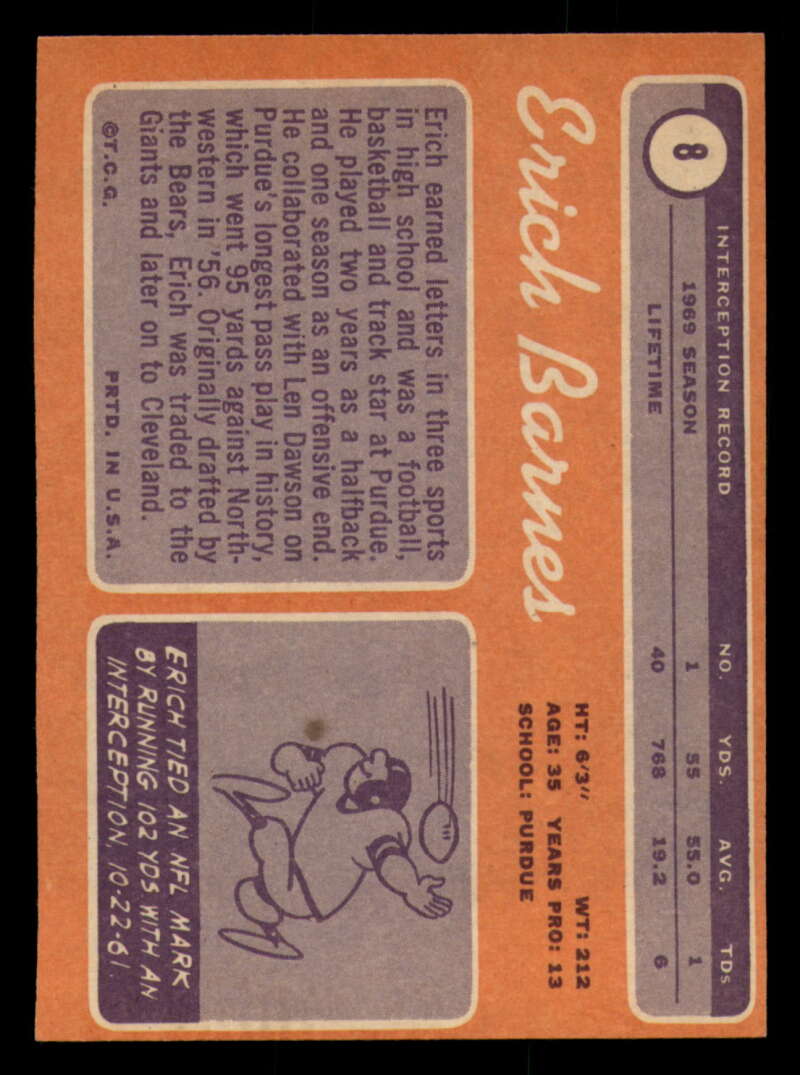 8
INTERCEPTION RECORD NO. YDS. AVG. TDs
1969 SEASON 1 55 55.0 1
LIFETIME 40 768 19.2 6
Erich Barnes
HT: 6'3" WT: 212
AGE: 35 YEARS PRO: 13
SCHOOL: PURDUE
Erich earned letters in three sports
in high school and was a football,
basketball and track star at Purdue.
He played two years as a halfback
and one season as an offensive end.
He collaborated with Len Dawson on
Purdue's longest pass play in history,
which went 95 yards against North-
western in '56. Originally drafted by
the Bears, Erich was traded to the
Giants and later on to Cleveland.
©T.C.G. PRTD. IN U.S.A.
ERICH TIED AN NFL MARK
BY RUNNING 102 YDS WITH AN
INTERCEPTION, 10-22-61.